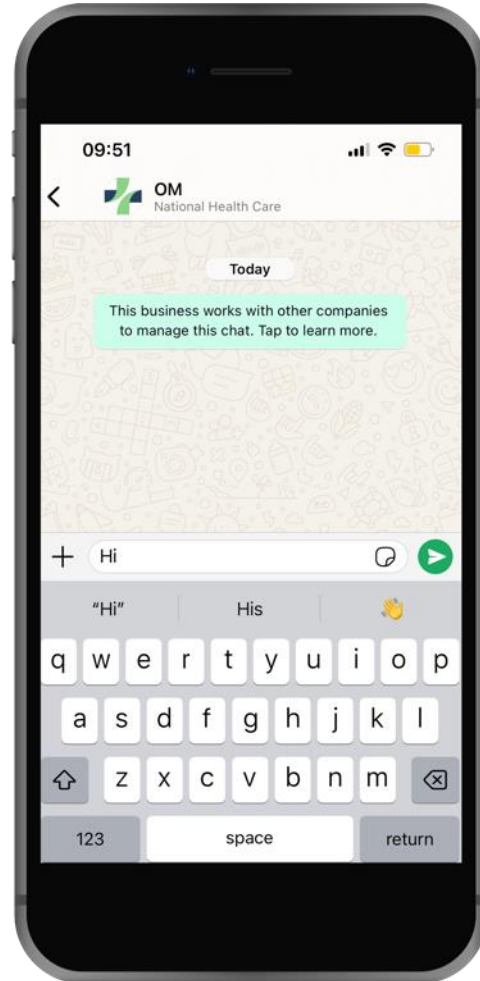 09:51
OM
National Health Care
Today
This business works with other companies
to manage this chat. Tap to learn more.
Hi
“Hi” His 👋
q w e r t y u i o p
a s d f g h j k l
z x c v b n m
123 space return